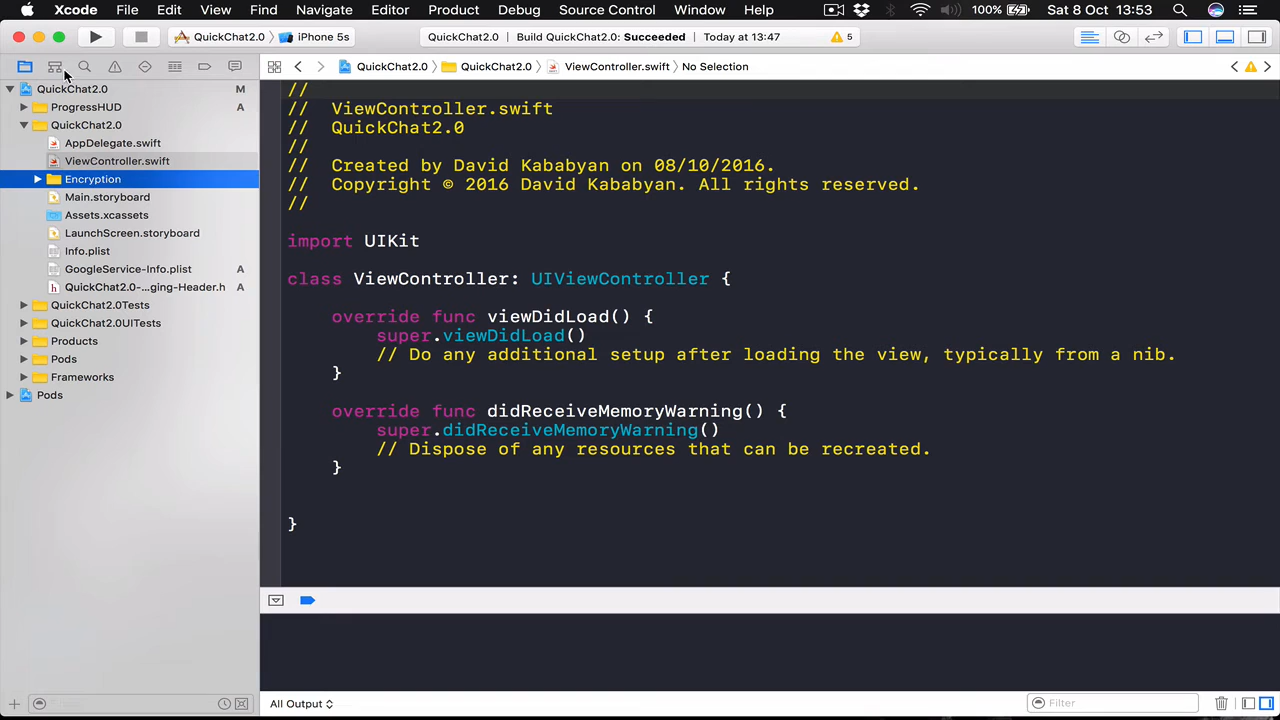 Xcode File Edit View Find Navigate Editor Product Debug Source Control Window Help 100% Sat 8 Oct 13:53
QuickChat2.0 iPhone 5s QuickChat2.0 Build QuickChat2.0: Succeeded Today at 13:47 5
QuickChat2.0 QuickChat2.0 ViewController.swift No Selection
QuickChat2.0 M
ProgressHUD A
QuickChat2.0
AppDelegate.swift
ViewController.swift
Encryption
Main.storyboard
Assets.xcassets
LaunchScreen.storyboard
Info.plist
GoogleService-Info.plist A
QuickChat2.0-...ging-Header.h A
QuickChat2.0Tests
QuickChat2.0UITests
Products
Pods
Frameworks
Pods
//
// ViewController.swift
// QuickChat2.0
//
// Created by David Kababyan on 08/10/2016.
// Copyright © 2016 David Kababyan. All rights reserved.
//
import UIKit
class ViewController: UIViewController {
override func viewDidLoad() {
super.viewDidLoad()
// Do any additional setup after loading the view, typically from a nib.
}
override func didReceiveMemoryWarning() {
super.didReceiveMemoryWarning()
// Dispose of any resources that can be recreated.
}
}
All Output Filter